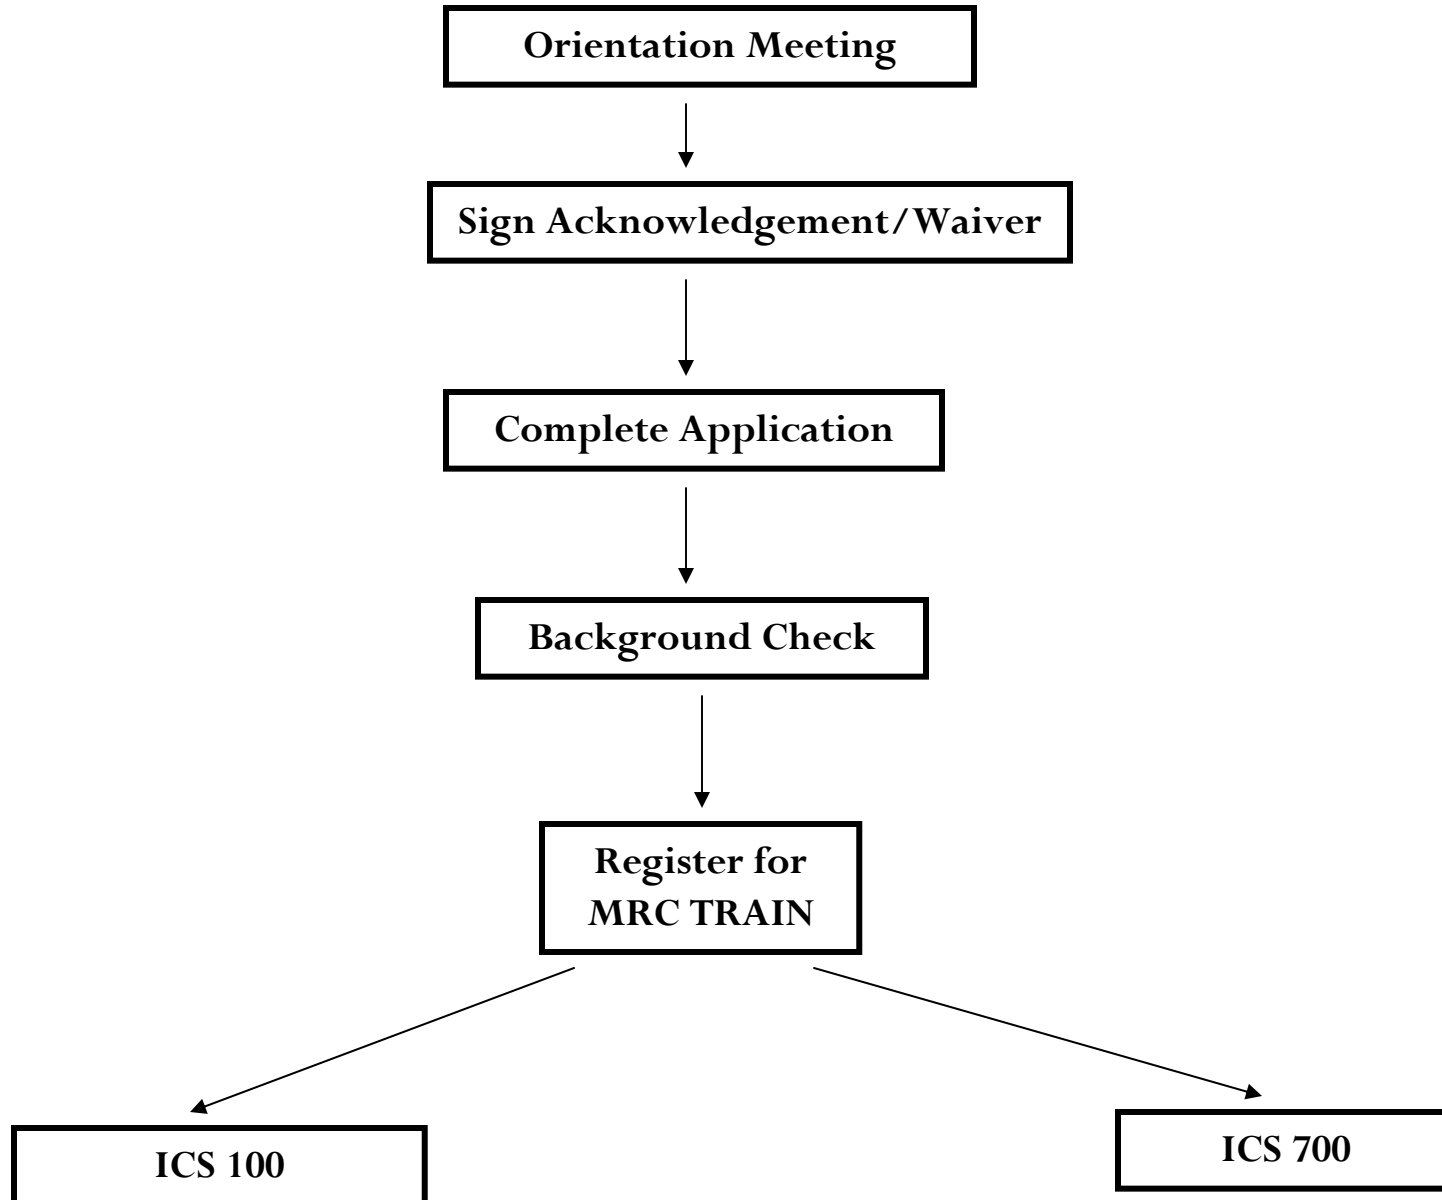 Orientation Meeting
Sign Acknowledgement/Waiver
Complete Application
Background Check
Register for
MRC TRAIN
ICS 100
ICS 700